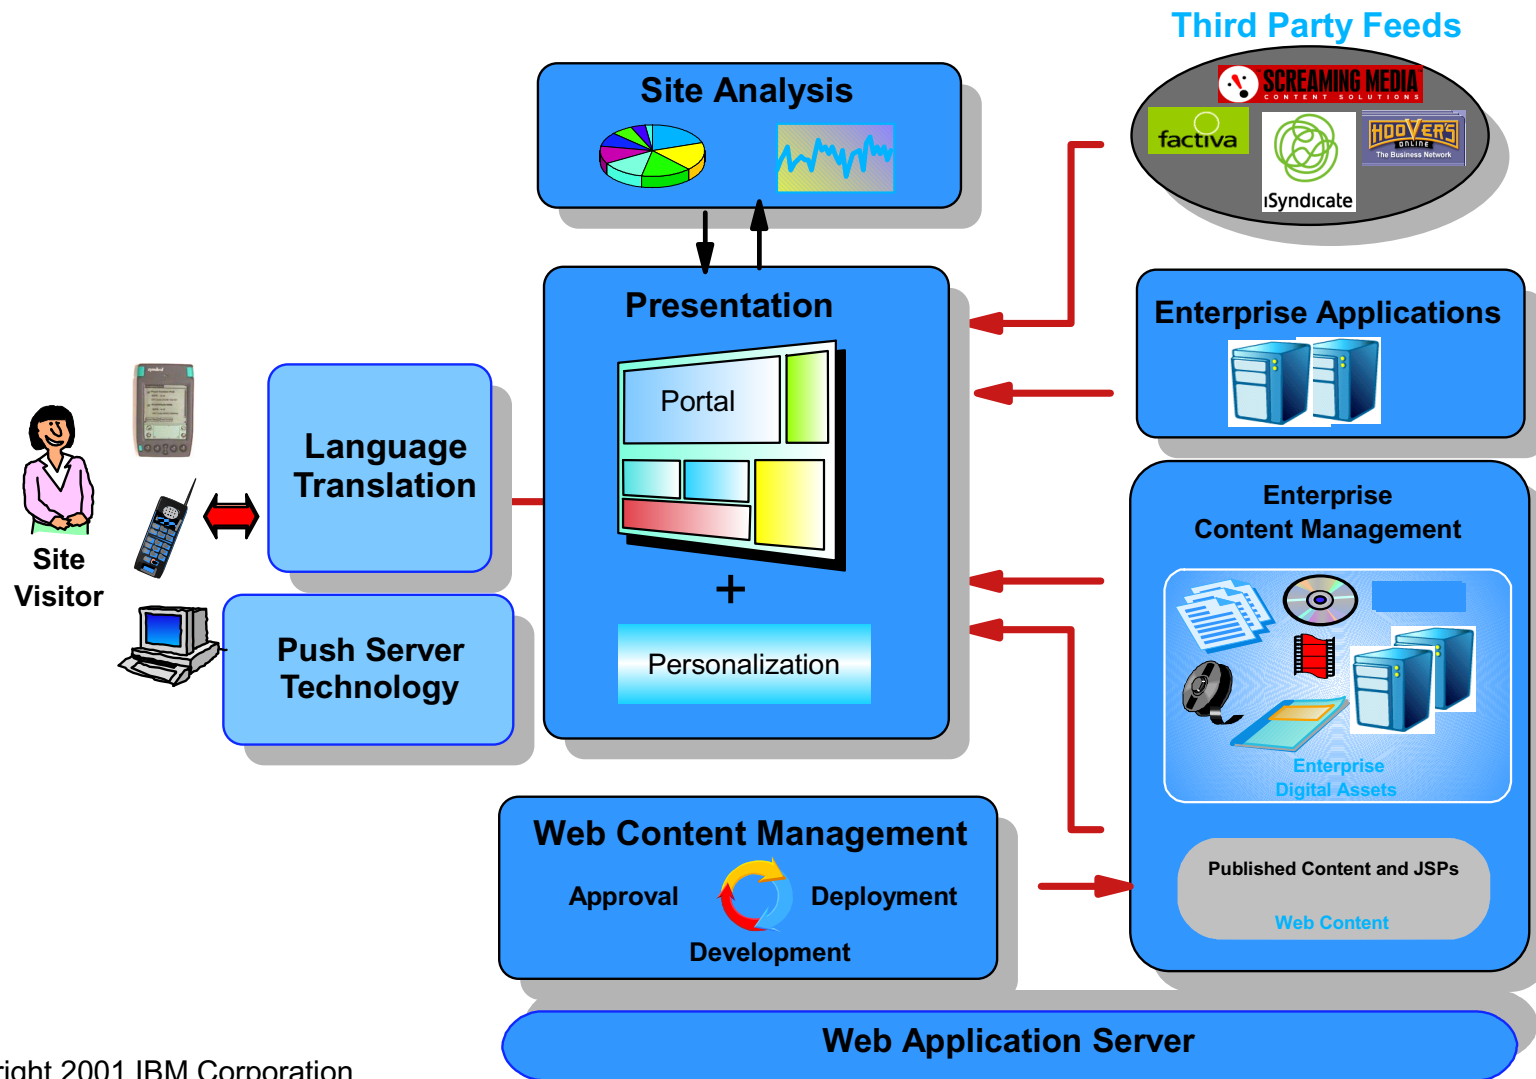 Third Party Feeds
SCREAMING MEDIA
CONTENT SOLUTIONS
factiva
iSyndicate
HOOVER'S
ONLINE
The Business Network
Site Analysis
Presentation
Portal
+
Personalization
Enterprise Applications
Language
Translation
Site
Visitor
Push Server
Technology
Enterprise
Content Management
Enterprise
Digital Assets
Published Content and JSPs
Web Content
Web Content Management
Approval
Deployment
Development
Web Application Server
right 2001 IBM Corporation